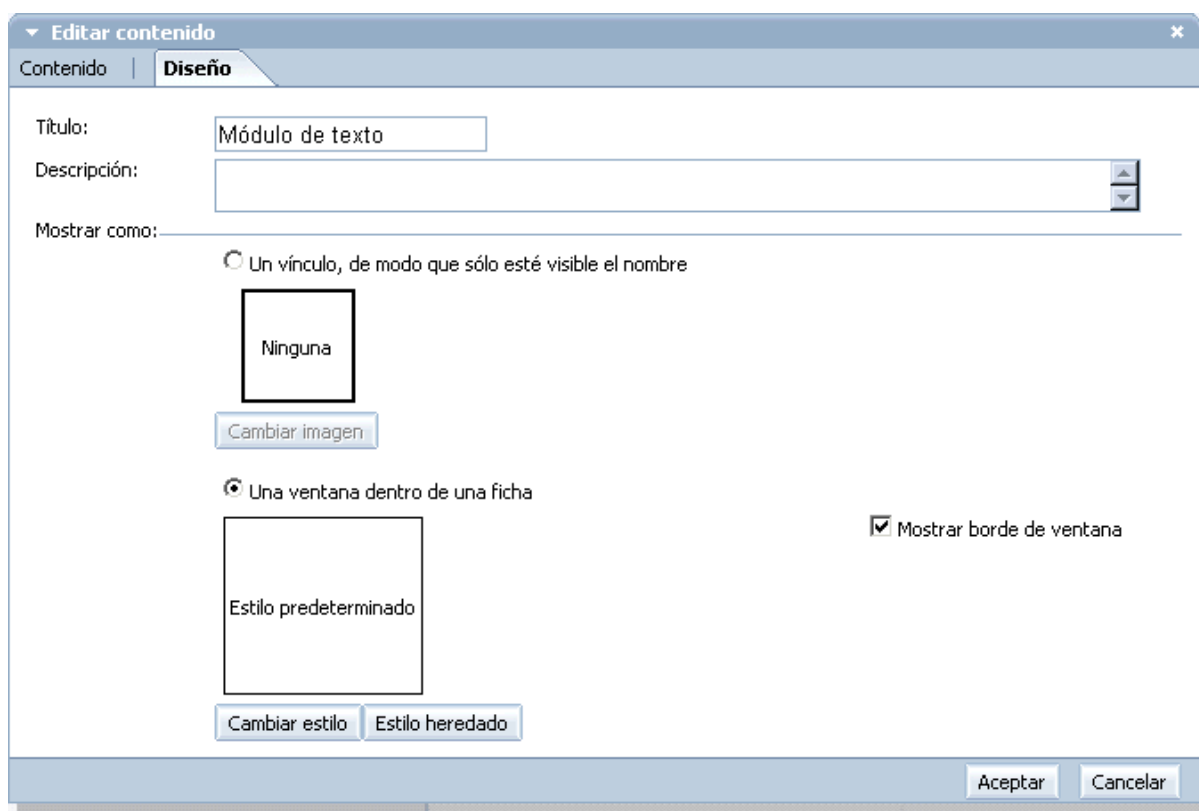 Editar contenido
Contenido | Diseño
Título: Módulo de texto
Descripción:
Mostrar como:
Un vínculo, de modo que sólo esté visible el nombre
Ninguna
Cambiar imagen
Una ventana dentro de una ficha
Mostrar borde de ventana
Estilo predeterminado
Cambiar estilo Estilo heredado
Aceptar Cancelar